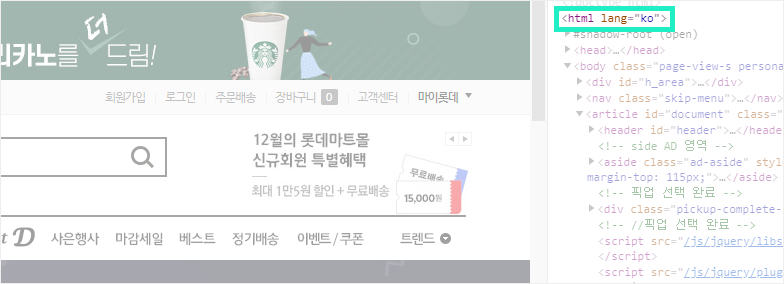 리카노를 더 드림!
회원가입 로그인 주문배송 장바구니 0 고객센터 마이롯데
12월의 롯데마트몰
신규회원 특별혜택
최대 1만5원 할인 + 무료배송
무료배송
15,000원
t D 사은행사 마감세일 베스트 정기배송 이벤트/쿠폰 트렌드
<!doctype html>
<html lang="ko">
#shadow-root (open)
<head>…</head>
<body class="page-view-s persona
<div id="h_area">…</div>
<nav class="skip-menu">…</nav>
<article id="document" class="
<header id="header">…</heade
<!-- side AD 영역 -->
<aside class="ad-aside" style
margin-top: 115px;">…</aside>
<!-- 픽업 선택 완료 -->
<div class="pickup-complete-
<!-- //픽업 선택 완료 -->
<script src="/js/jquery/libs
</script>
<script src="/js/jquery/plug